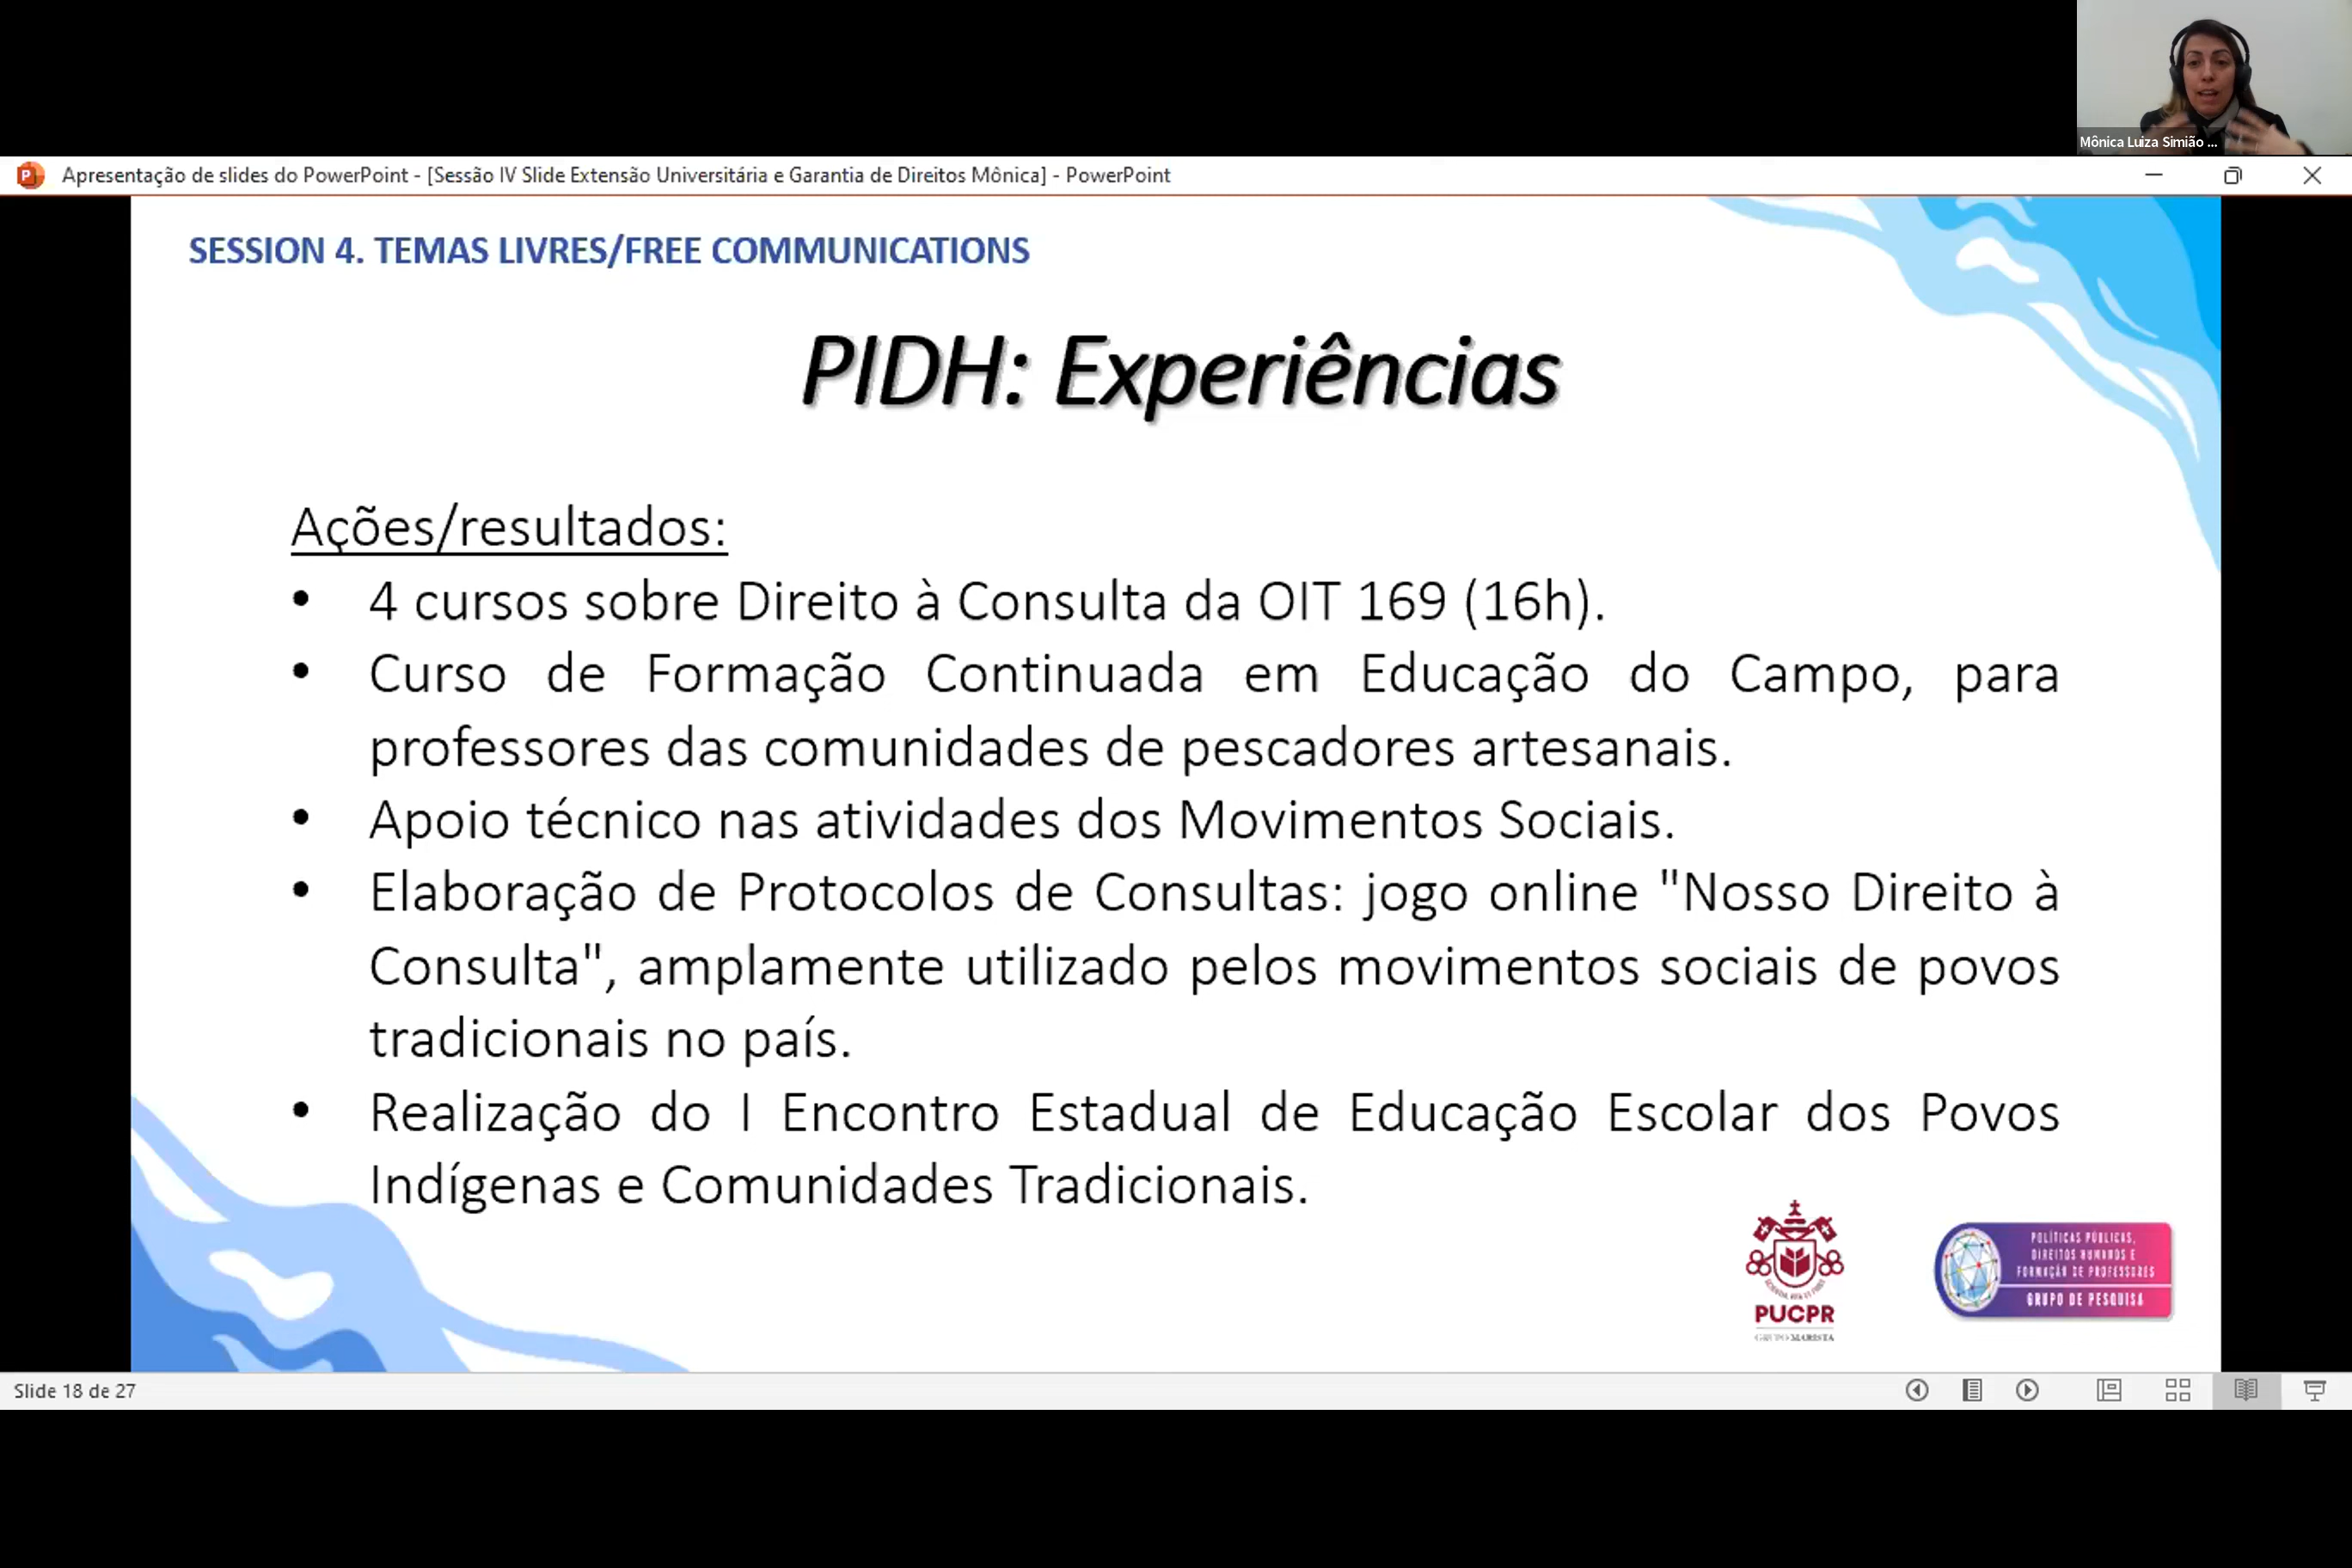 Mônica Luiza Simião ...
Apresentação de slides do PowerPoint - [Sessão IV Slide Extensão Universitária e Garantia de Direitos Mônica] - PowerPoint
SESSION 4. TEMAS LIVRES/FREE COMMUNICATIONS
PIDH: Experiências
Ações/resultados:
• 4 cursos sobre Direito à Consulta da OIT 169 (16h).
• Curso de Formação Continuada em Educação do Campo, para
professores das comunidades de pescadores artesanais.
• Apoio técnico nas atividades dos Movimentos Sociais.
• Elaboração de Protocolos de Consultas: jogo online "Nosso Direito à
Consulta", amplamente utilizado pelos movimentos sociais de povos
tradicionais no país.
• Realização do I Encontro Estadual de Educação Escolar dos Povos
Indígenas e Comunidades Tradicionais.
PUCPR
GRUPO MARISTA
POLÍTICAS PÚBLICAS,
DIREITOS HUMANOS E
FORMAÇÃO DE PROFESSORES
GRUPO DE PESQUISA
Slide 18 de 27